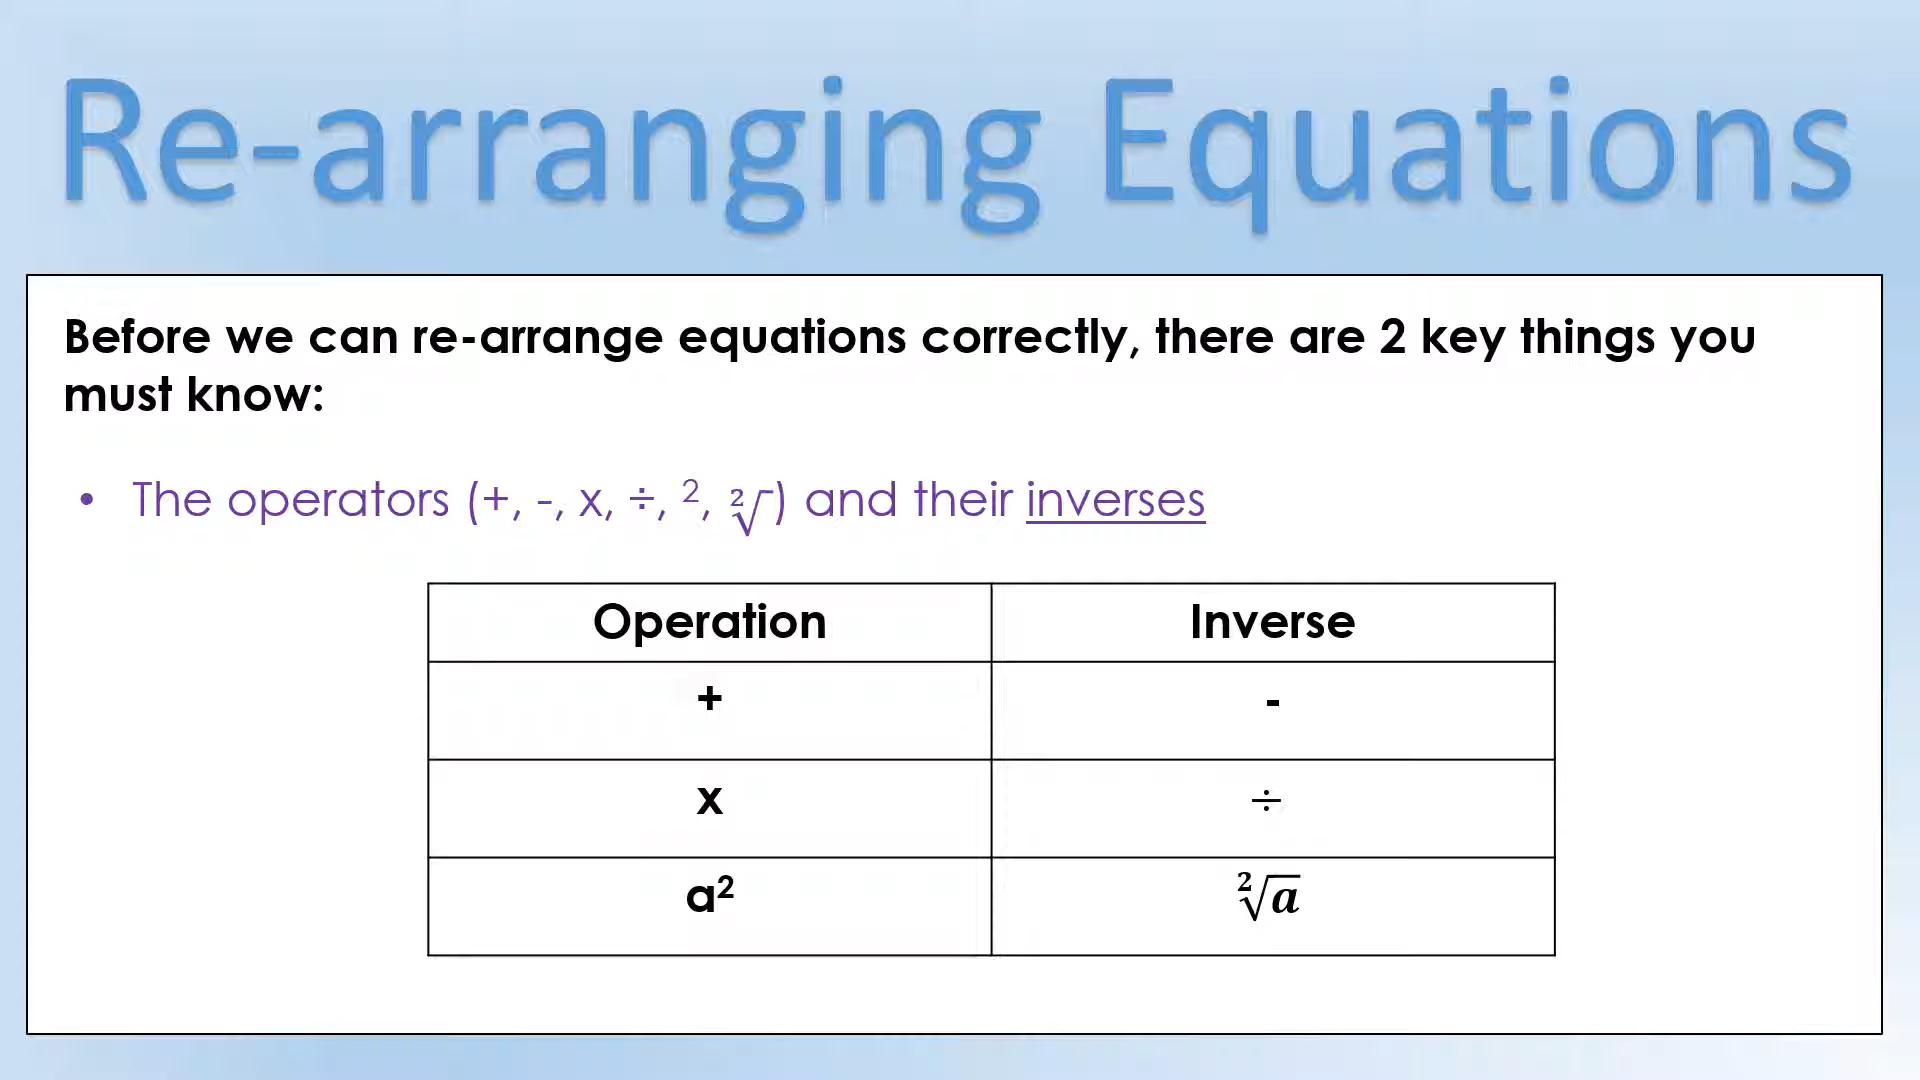 Re-arranging Equations
Before we can re-arrange equations correctly, there are 2 key things you
must know:
• The operators (+, -, x, ÷, ², ²√ ) and their inverses
Operation Inverse
+ -
x ÷
a² ²√a